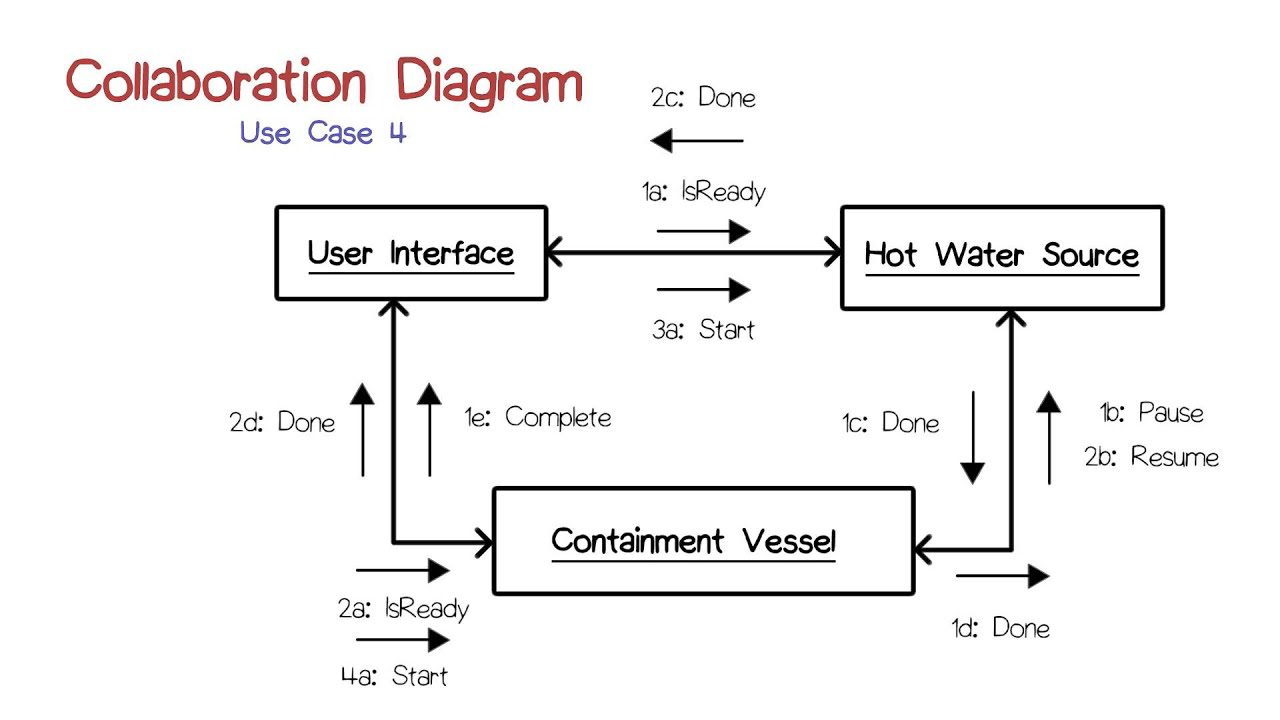 Collaboration Diagram
Use Case 4
2c: Done
1a: IsReady
User Interface
Hot Water Source
3a: Start
2d: Done
1e: Complete
1c: Done
1b: Pause
2b: Resume
Containment Vessel
2a: IsReady
1d: Done
4a: Start